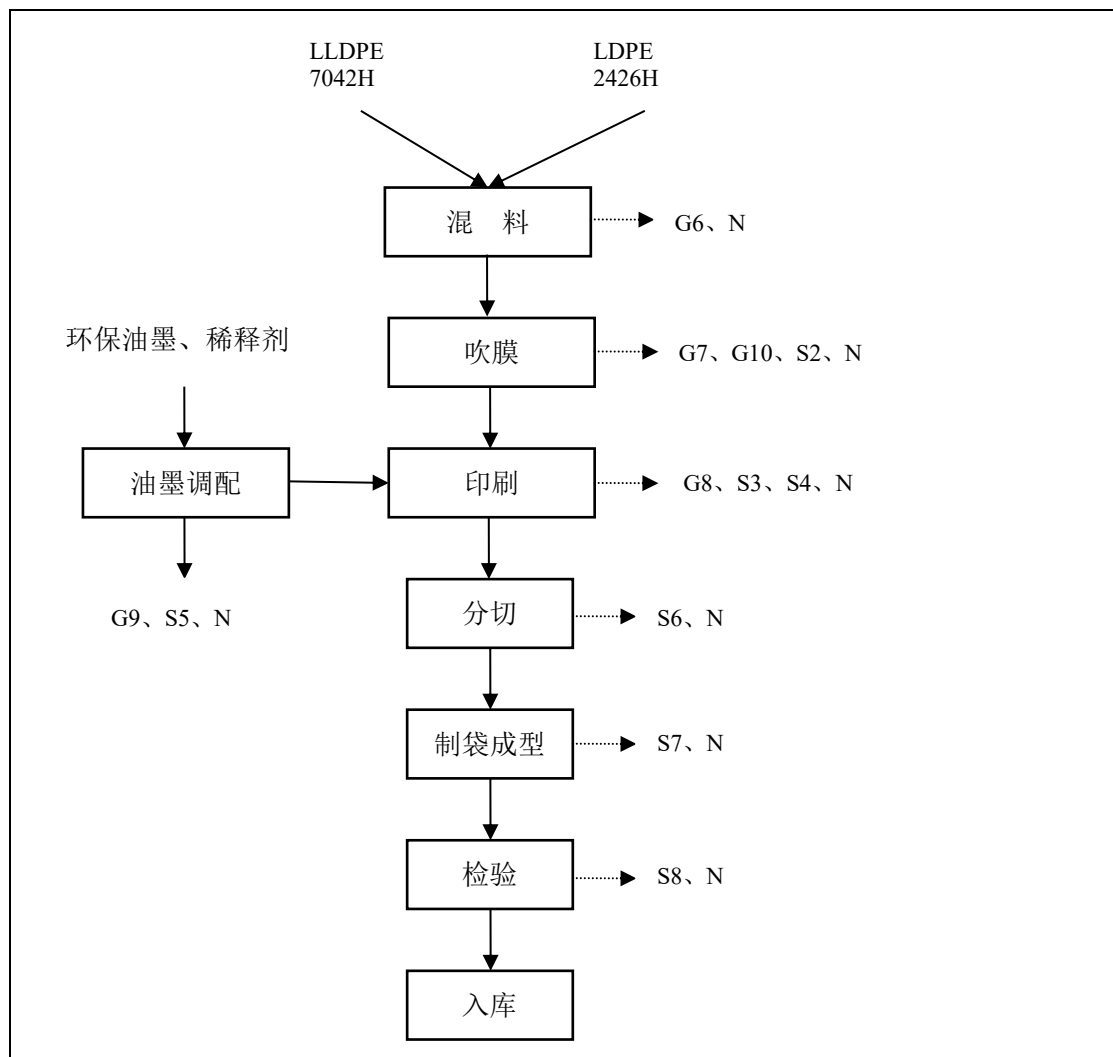 LLDPE
7042H
LDPE
2426H
混 料
G6、N
环保油墨、稀释剂
吹膜
G7、G10、S2、N
油墨调配
印刷
G8、S3、S4、N
G9、S5、N
分切
S6、N
制袋成型
S7、N
检验
S8、N
入库